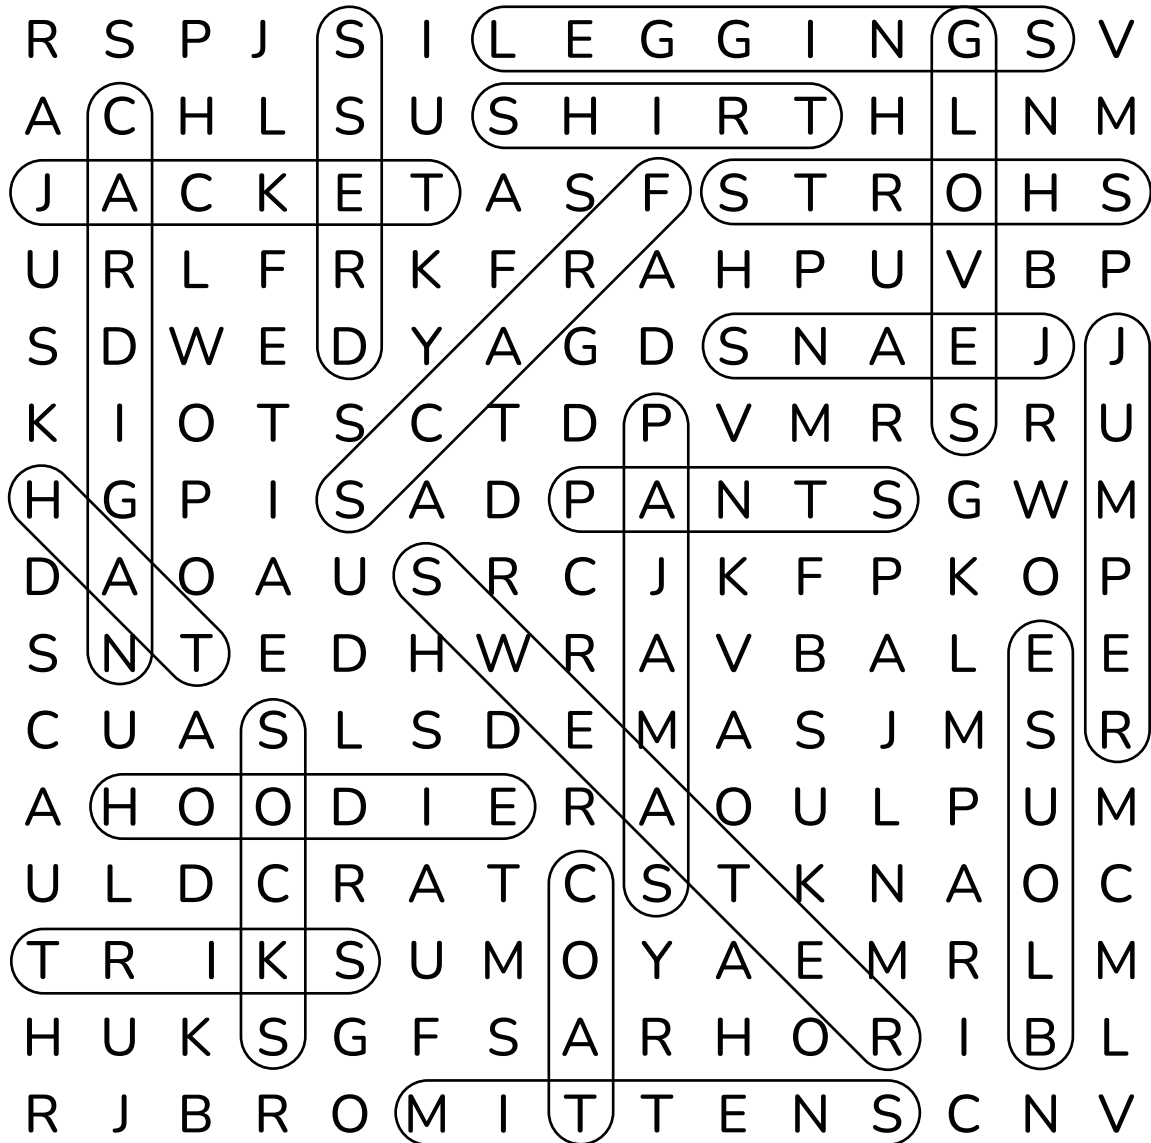 R S P J S I L E G G I N G S V
A C H L S U S H I R T H L N M
J A C K E T A S F S T R O H S
U R L F R K F R A H P U V B P
S D W E D Y A G D S N A E J J
K I O T S C T D P V M R S R U
H G P I S A D P A N T S G W M
D A O A U S R C J K F P K O P
S N T E D H W R A V B A L E E
C U A S L S D E M A S J M S R
A H O O D I E R A O U L P U M
U L D C R A T C S T K N A O C
T R I K S U M O Y A E M R L M
H U K S G F S A R H O R I B L
R J B R O M I T T E N S C N V